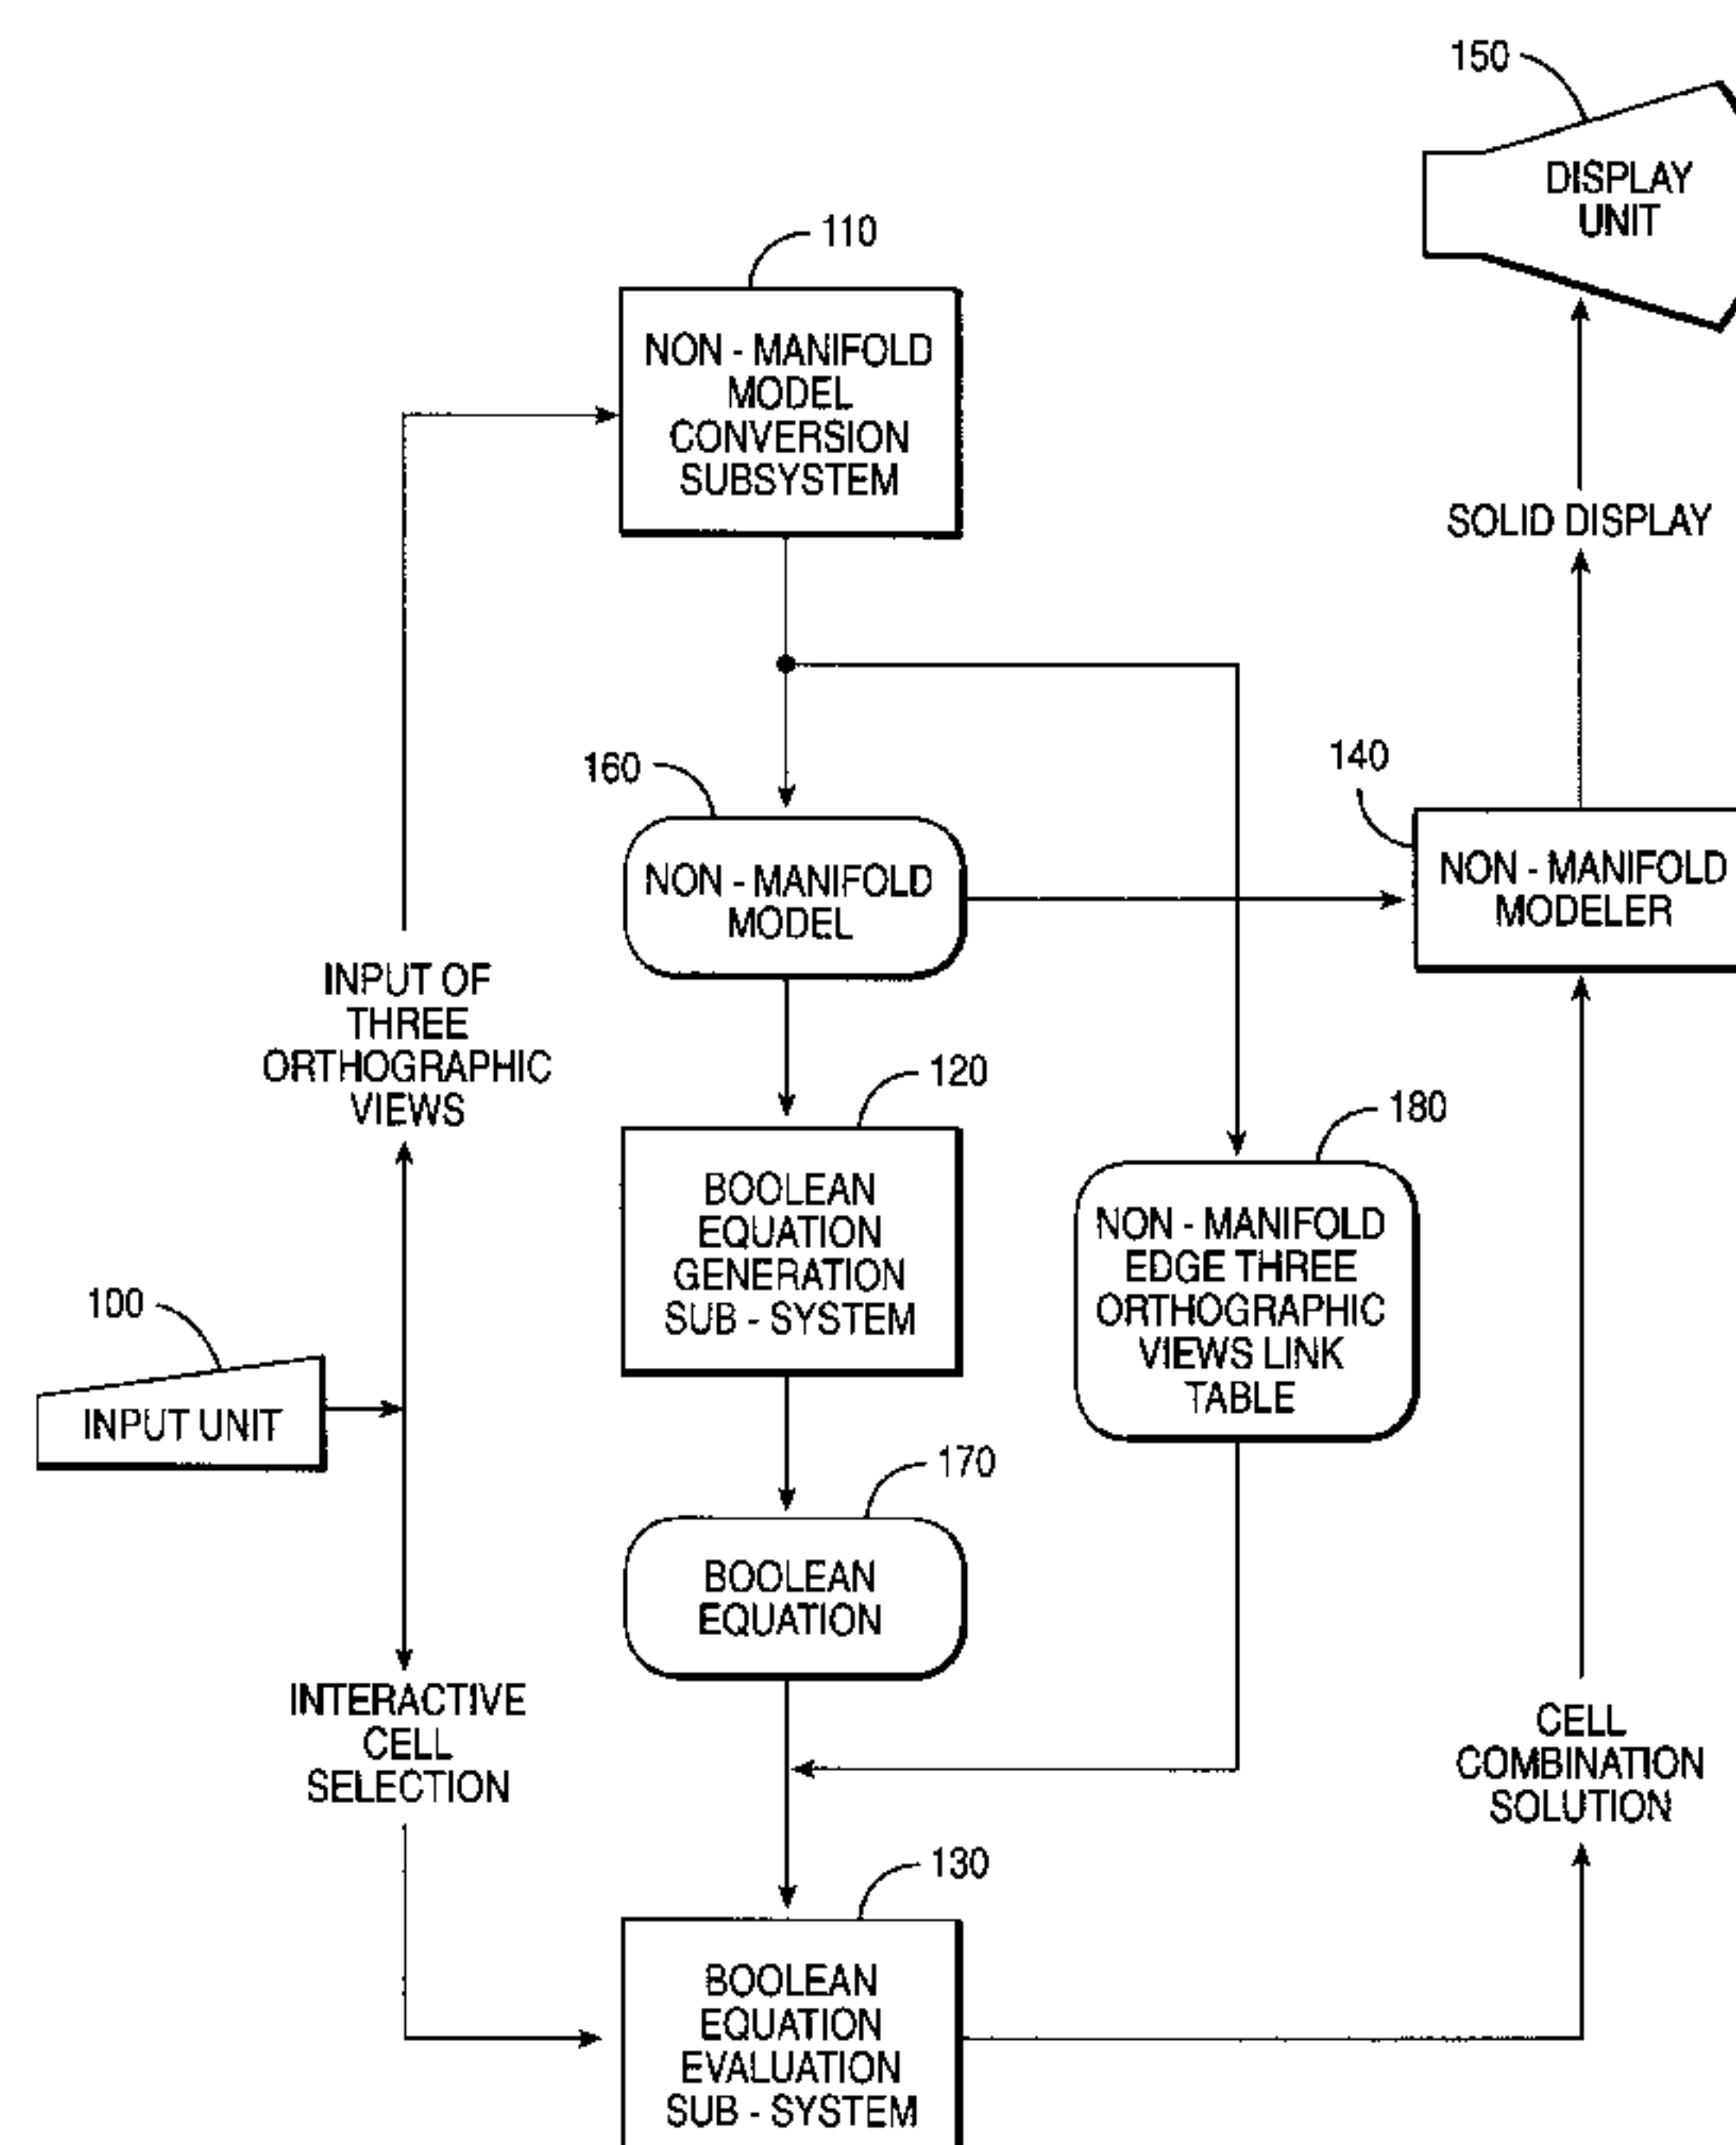 150
DISPLAY
UNIT
110
NON - MANIFOLD
MODEL
CONVERSION
SUBSYSTEM
SOLID DISPLAY
160
NON - MANIFOLD
MODEL
140
NON - MANIFOLD
MODELER
INPUT OF
THREE
ORTHOGRAPHIC
VIEWS
120
BOOLEAN
EQUATION
GENERATION
SUB - SYSTEM
180
NON - MANIFOLD
EDGE THREE
ORTHOGRAPHIC
VIEWS LINK
TABLE
100
INPUT UNIT
170
BOOLEAN
EQUATION
INTERACTIVE
CELL
SELECTION
CELL
COMBINATION
SOLUTION
130
BOOLEAN
EQUATION
EVALUATION
SUB - SYSTEM